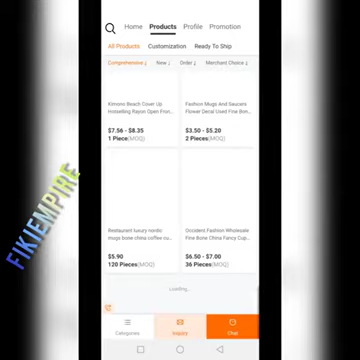 Home Products Profile Promotion
All Products Customization Ready To Ship
Comprehensive↓ New↓ Order↓ Merchant Choice↓
Kimono Beach Cover Up
Hotselling Rayon Open Fron...
$7.56 - $8.35
1 Piece(MOQ)
Fashion Mugs And Saucers
Flower Decal Used Fine Bon...
$3.50 - $5.20
2 Pieces(MOQ)
Restaurant luxury nordic
mugs bone china coffee cu...
$5.90
120 Pieces(MOQ)
Occident Fashion Wholesale
Fine Bone China Fancy Cup...
$6.50 - $7.00
36 Pieces(MOQ)
Loading...
Categories Inquiry Chat
FIKIEMPIRE